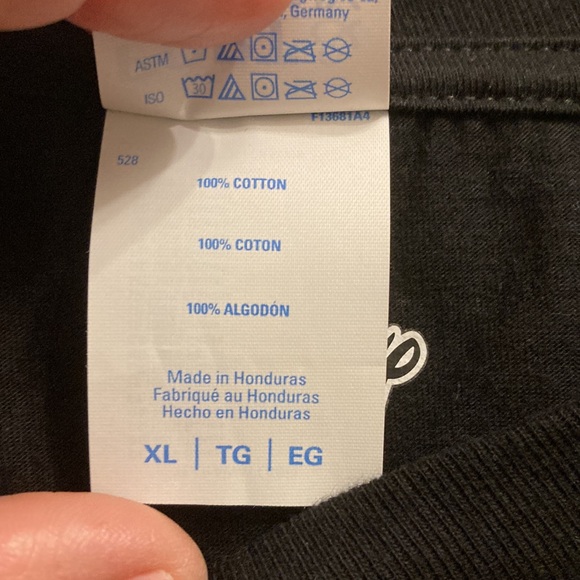 , Germany
ASTM
ISO 30
F13681A4
528
100% COTTON
100% COTON
100% ALGODÓN
Made in Honduras
Fabriqué au Honduras
Hecho en Honduras
XL | TG | EG